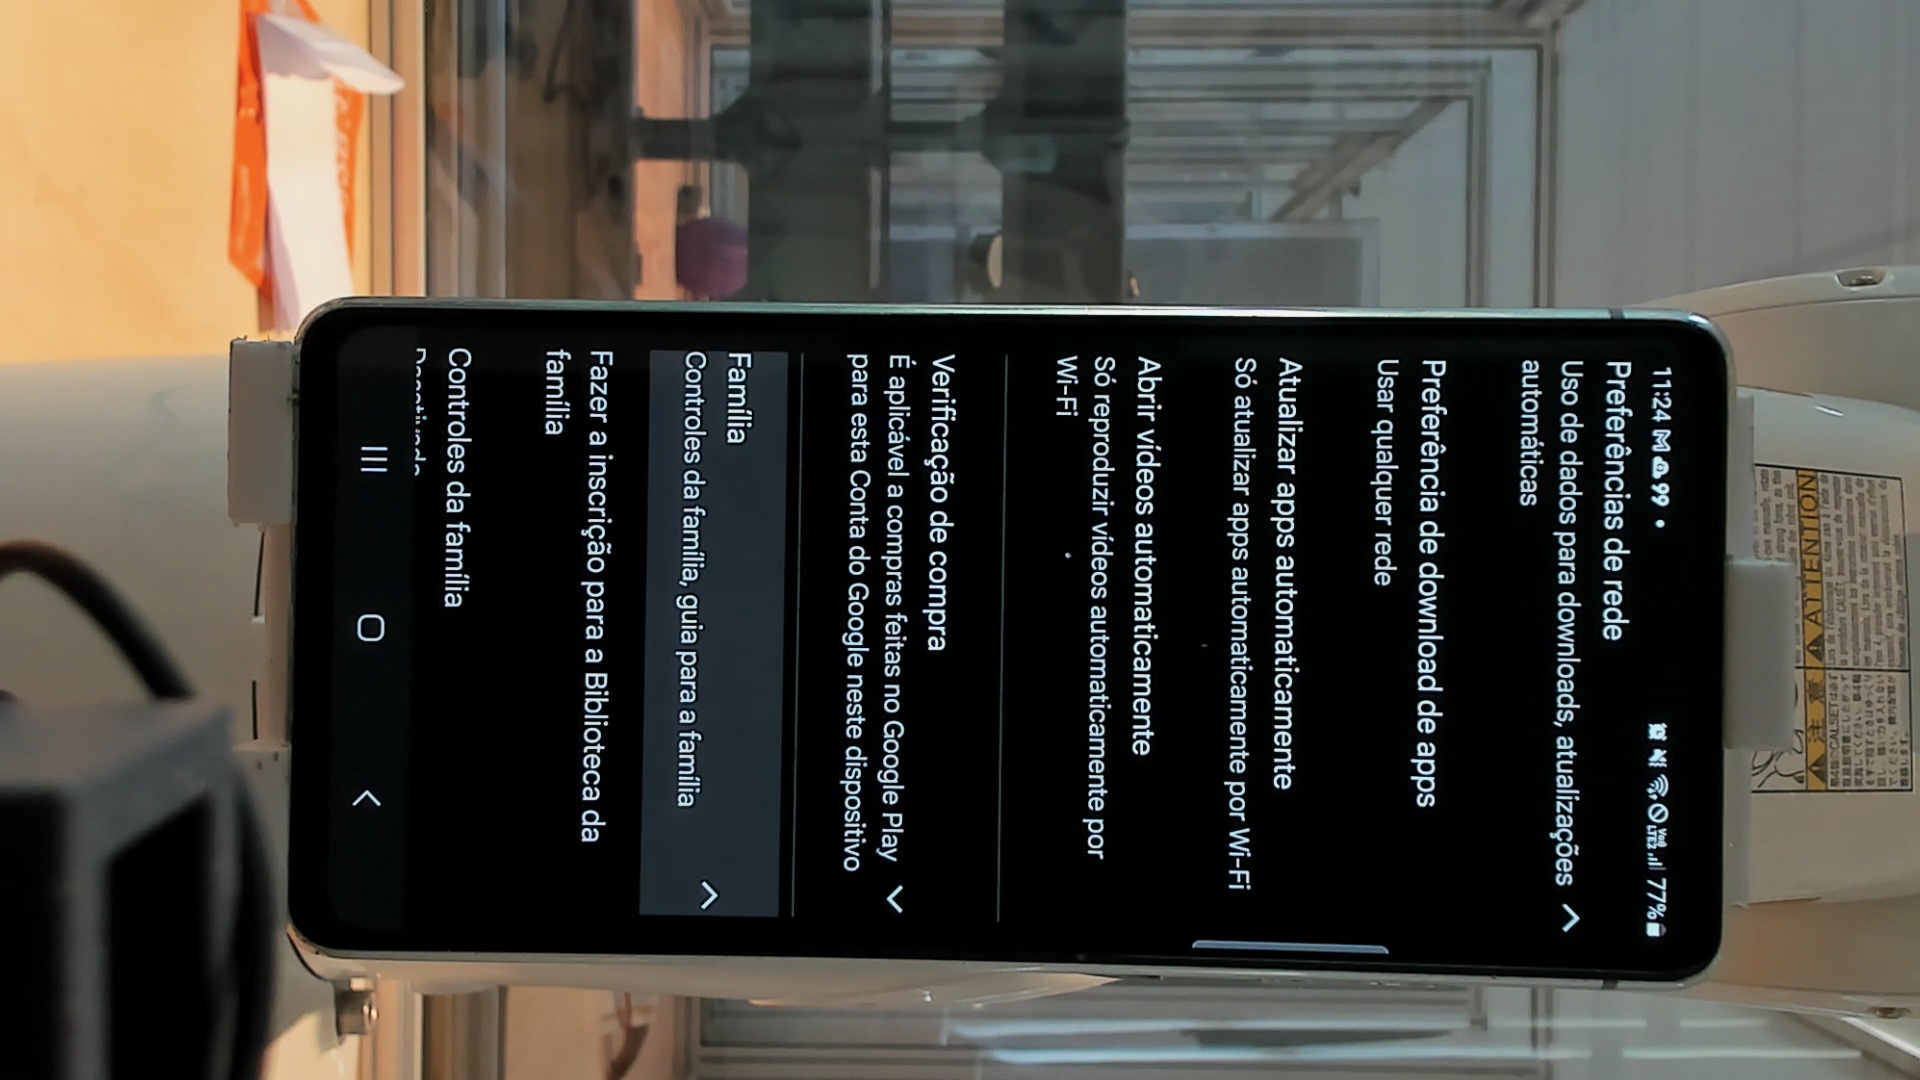 11:24
99
77%
Preferências de rede
Uso de dados para downloads, atualizações
automáticas
Preferência de download de apps
Usar qualquer rede
Atualizar apps automaticamente
Só atualizar apps automaticamente por Wi-Fi
Abrir vídeos automaticamente
Só reproduzir vídeos automaticamente por
Wi-Fi
Verificação de compra
É aplicável a compras feitas no Google Play
para esta Conta do Google neste dispositivo
Família
Controles da família, guia para a família
Fazer a inscrição para a Biblioteca da
família
Controles da família
ATTENTION
注 意